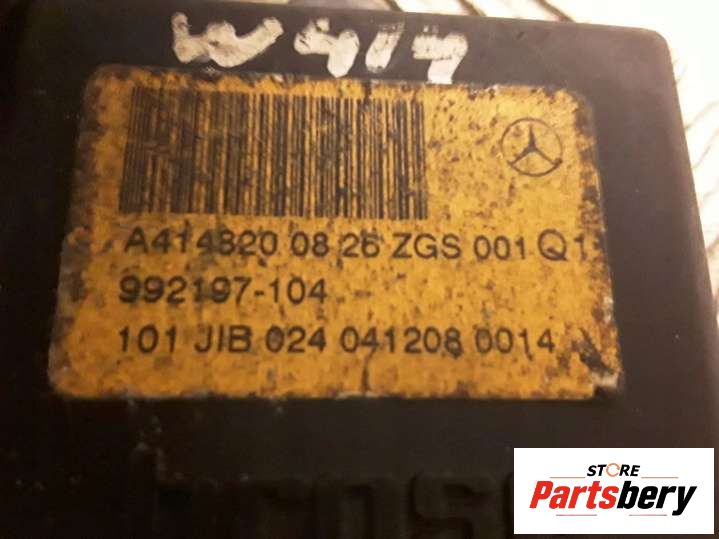 W414
A414820 08 26 ZGS 001 Q1
992197-104
101 JIB 024 041208 0014
STORE
Partsbery